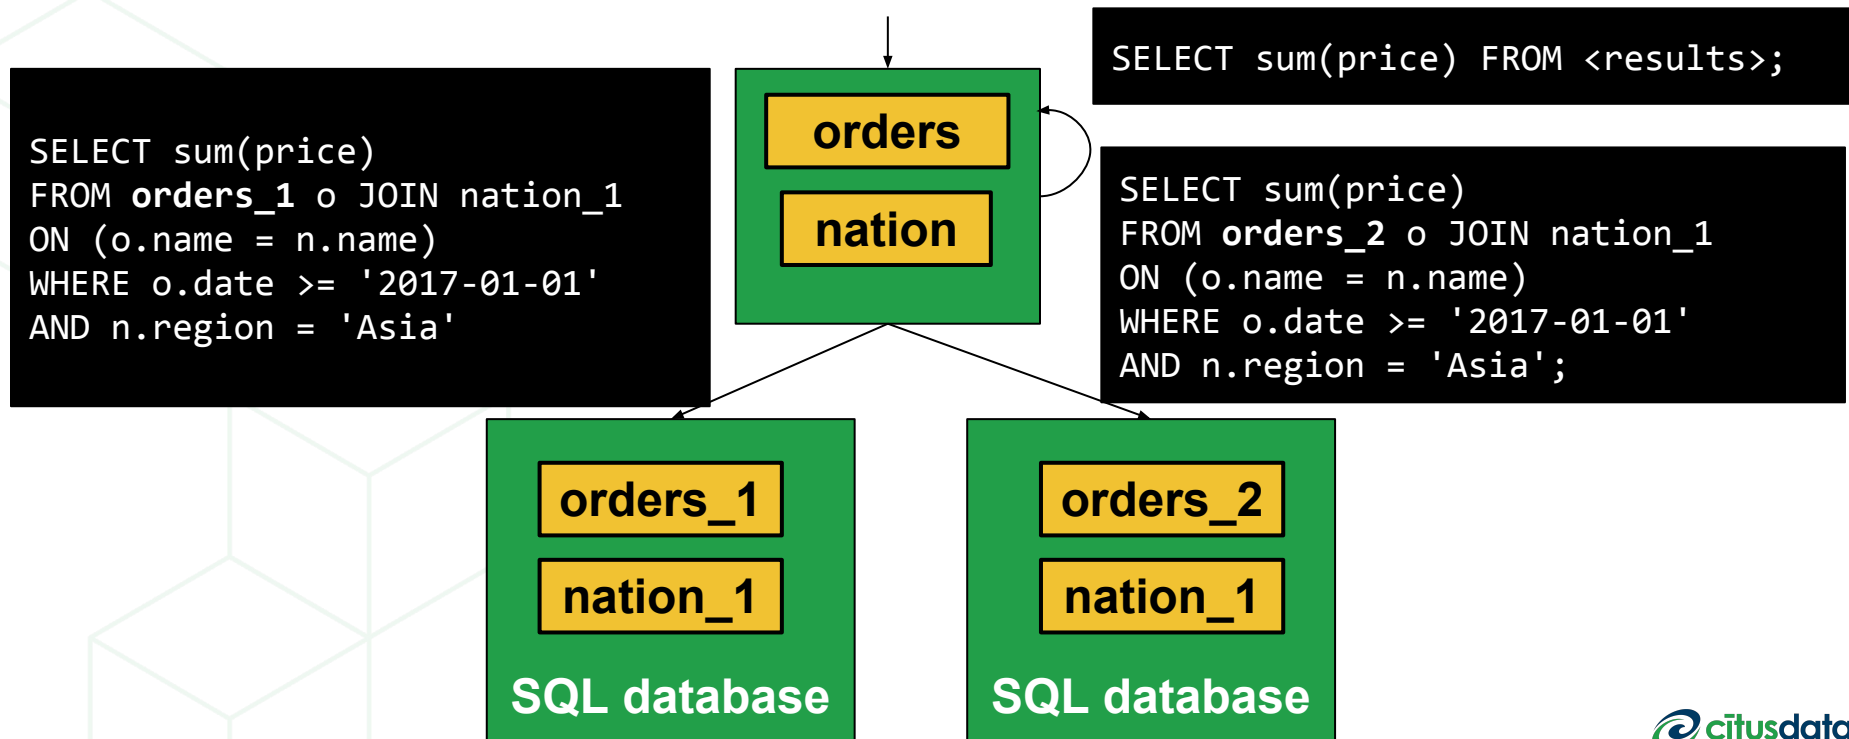 SELECT sum(price) FROM <results>;
SELECT sum(price)
FROM orders_1 o JOIN nation_1
ON (o.name = n.name)
WHERE o.date >= '2017-01-01'
AND n.region = 'Asia'
orders
nation
SELECT sum(price)
FROM orders_2 o JOIN nation_1
ON (o.name = n.name)
WHERE o.date >= '2017-01-01'
AND n.region = 'Asia';
orders_1
nation_1
SQL database
orders_2
nation_1
SQL database
citusdata